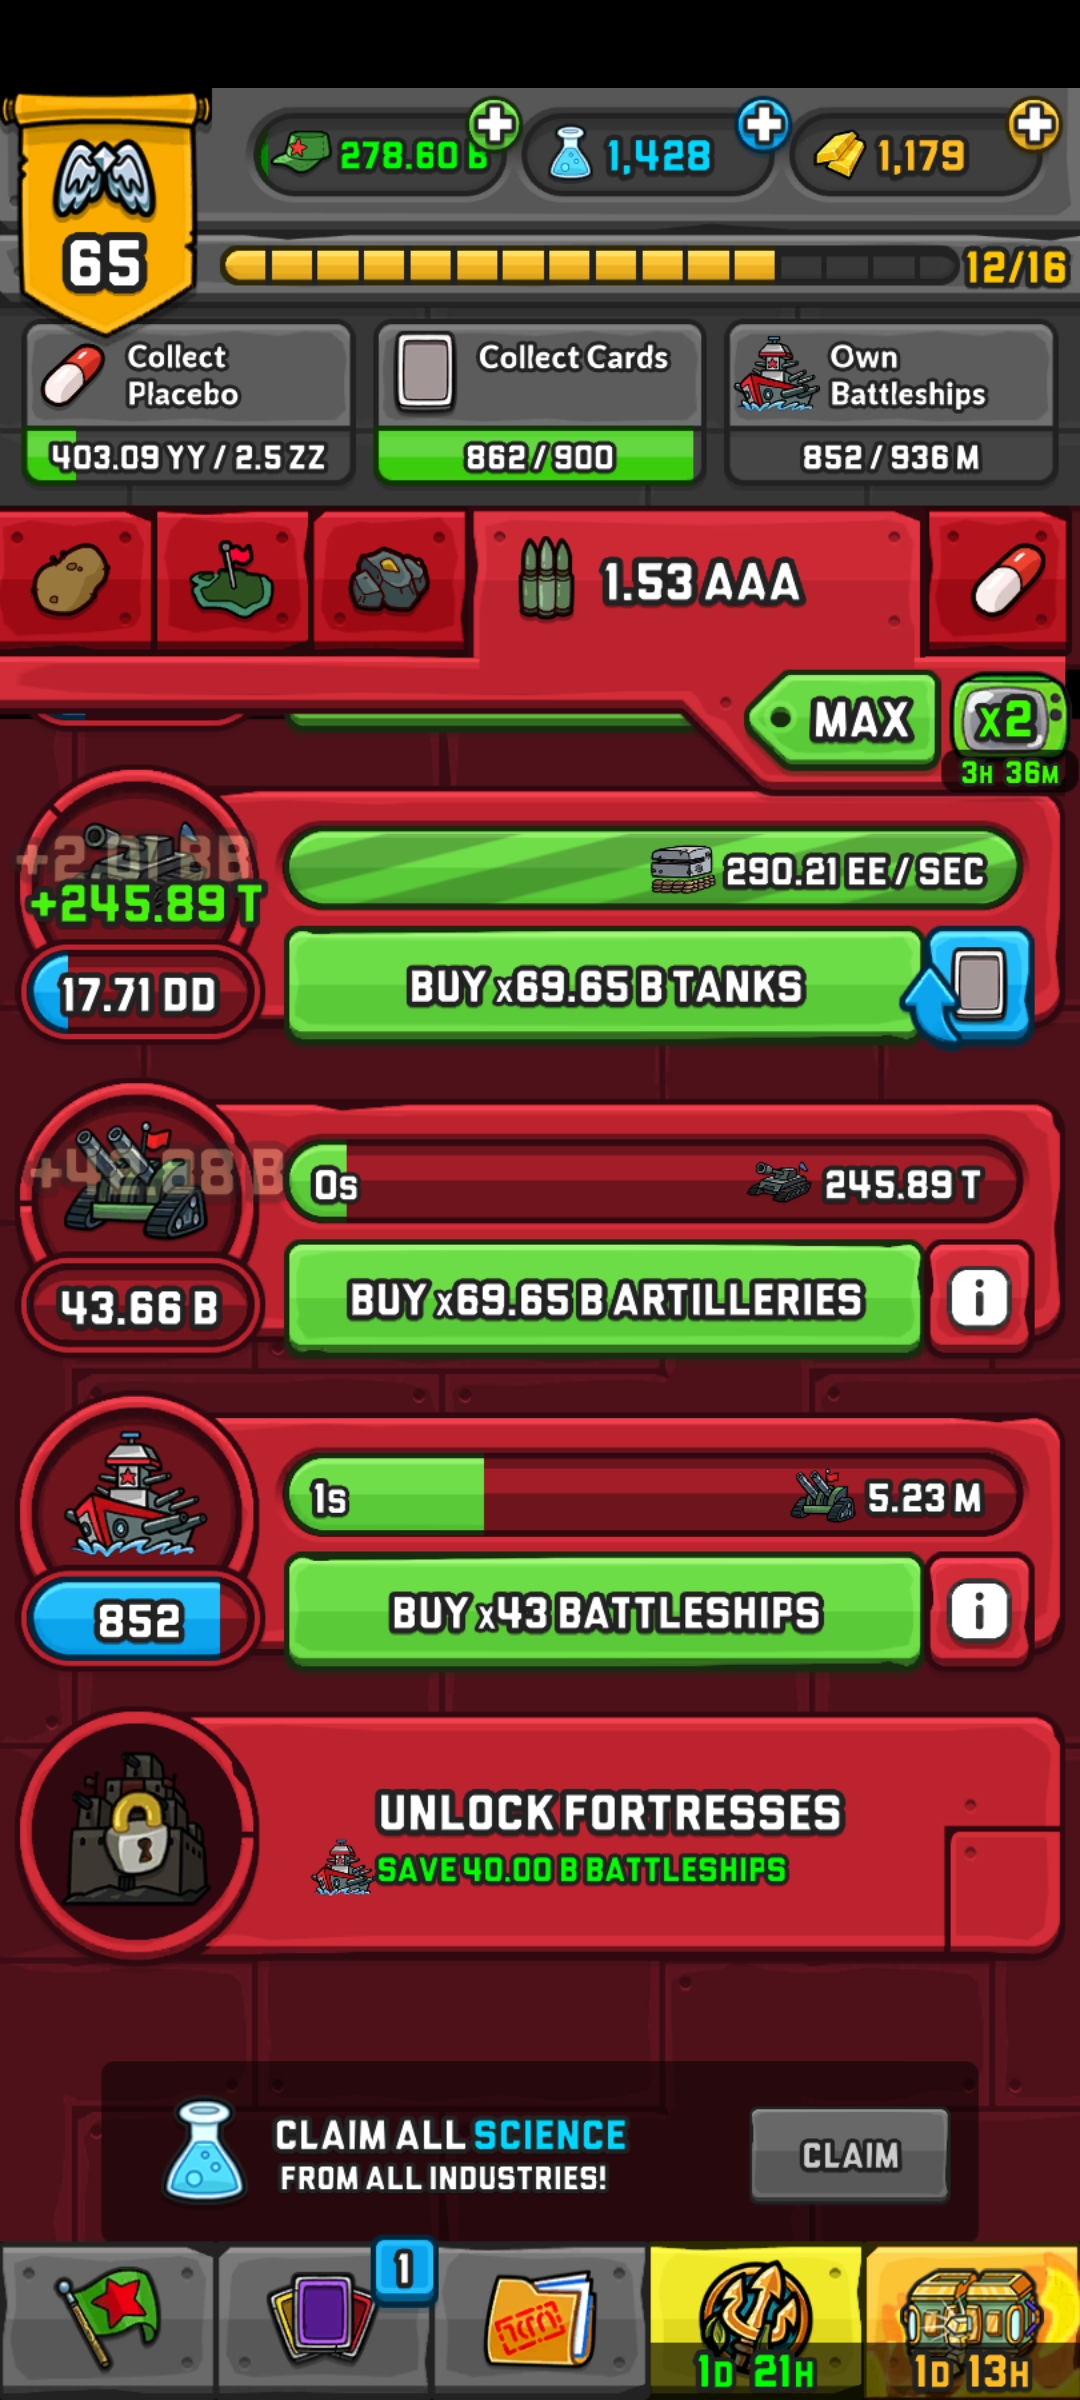 278.60 B
1,428
1,179
65
12/16
Collect
Placebo
Collect Cards
Own
Battleships
403.09 YY / 2.5 ZZ
862/900
852 / 936 M
1.53 AAA
MAX
x2
3H 36M
+245.89 T
290.21 EE / SEC
17.71 DD
BUY x69.65 B TANKS
0s
245.89 T
43.66 B
BUY x69.65 B ARTILLERIES
i
1s
5.23 M
852
BUY x43 BATTLESHIPS
i
UNLOCK FORTRESSES
SAVE 40.00 B BATTLESHIPS
CLAIM ALL SCIENCE
FROM ALL INDUSTRIES!
CLAIM
1
1D 21H
1D 13H